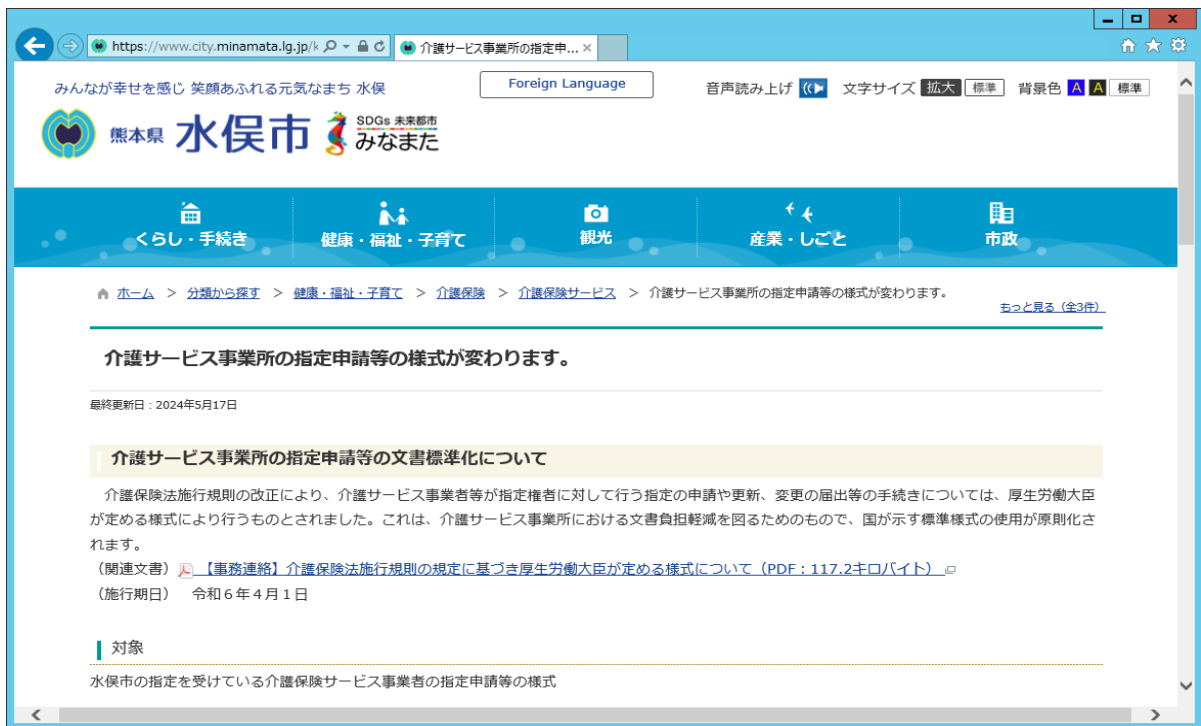 https://www.city.minamata.lg.jp/k
介護サービス事業所の指定申...
みんなが幸せを感じ 笑顔あふれる元気なまち 水俣
Foreign Language
音声読み上げ 文字サイズ 拡大 標準 背景色 A A 標準
熊本県 水俣市 SDGs 未来都市 みなまた
くらし・手続き 健康・福祉・子育て 観光 産業・しごと 市政
ホーム > 分類から探す > 健康・福祉・子育て > 介護保険 > 介護保険サービス > 介護サービス事業所の指定申請等の様式が変わります。
もっと見る（全3件）
介護サービス事業所の指定申請等の様式が変わります。
最終更新日：2024年5月17日
介護サービス事業所の指定申請等の文書標準化について
介護保険法施行規則の改正により、介護サービス事業者等が指定権者に対して行う指定の申請や更新、変更の届出等の手続きについては、厚生労働大臣
が定める様式により行うものとされました。これは、介護サービス事業所における文書負担軽減を図るためのもので、国が示す標準様式の使用が原則化さ
れます。
（関連文書） 【事務連絡】介護保険法施行規則の規定に基づき厚生労働大臣が定める様式について（PDF：117.2キロバイト）
（施行期日） 令和６年４月１日
対象
水俣市の指定を受けている介護保険サービス事業者の指定申請等の様式